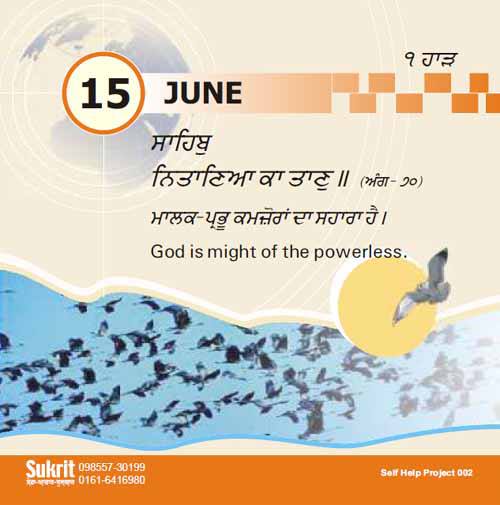 ੧ ਹਾੜ
15 JUNE
ਸਾਹਿਬੁ
ਨਿਤਾਣਿਆ ਕਾ ਤਾਣੁ ॥ (ਅੰਗ- ੭੦)
ਮਾਲਕ-ਪ੍ਰਭੂ ਕਮਜ਼ੋਰਾਂ ਦਾ ਸਹਾਰਾ ਹੈ।
God is might of the powerless.
Sukrit 098557-30199
0161-6416980
Self Help Project 002